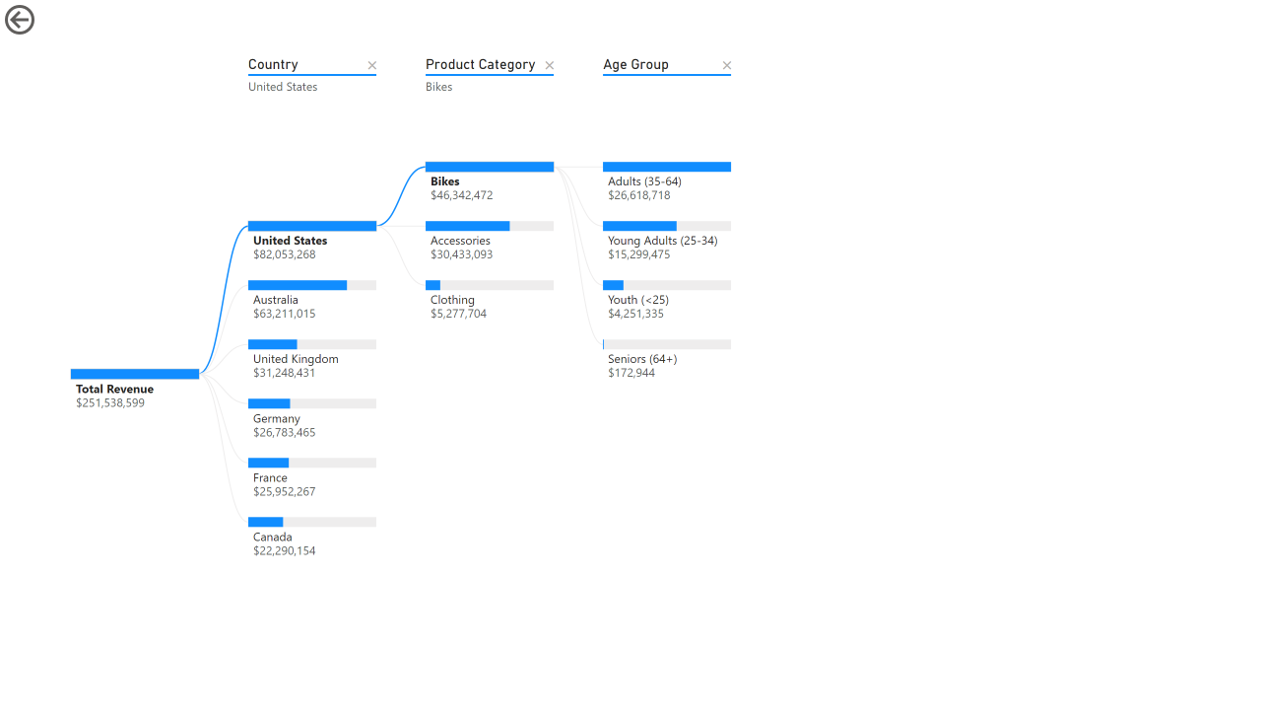 Country
Product Category
Age Group
United States
Bikes
Bikes
$46,342,472
Adults (35-64)
$26,618,718
United States
$82,053,268
Accessories
$30,433,093
Young Adults (25-34)
$15,299,475
Australia
$63,211,015
Clothing
$5,277,704
Youth (<25)
$4,251,335
United Kingdom
$31,248,431
Seniors (64+)
$172,944
Total Revenue
$251,538,599
Germany
$26,783,465
France
$25,952,267
Canada
$22,290,154